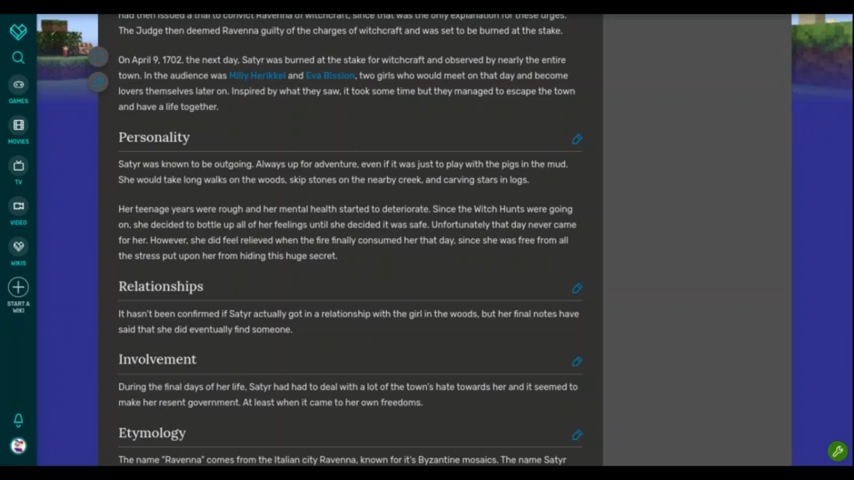 had then issued a trial to convict Ravenna of witchcraft, since that was the only explanation for these urges.
The Judge then deemed Ravenna guilty of the charges of witchcraft and was set to be burned at the stake.
On April 9, 1702, the next day, Satyr was burned at the stake for witchcraft and observed by nearly the entire
town. In the audience was Milly Herikkel and Eva Bission, two girls who would meet on that day and become
lovers themselves later on. Inspired by what they saw, it took some time but they managed to escape the town
and have a life together.
Personality
Satyr was known to be outgoing. Always up for adventure, even if it was just to play with the pigs in the mud.
She would take long walks on the woods, skip stones on the nearby creek, and carving stars in logs.
Her teenage years were rough and her mental health started to deteriorate. Since the Witch Hunts were going
on, she decided to bottle up all of her feelings until she decided it was safe. Unfortunately that day never came
for her. However, she did feel relieved when the fire finally consumed her that day, since she was free from all
the stress put upon her from hiding this huge secret.
Relationships
It hasn't been confirmed if Satyr actually got in a relationship with the girl in the woods, but her final notes have
said that she did eventually find someone.
Involvement
During the final days of her life, Satyr had had to deal with a lot of the town's hate towards her and it seemed to
make her resent government. At least when it came to her own freedoms.
Etymology
The name "Ravenna" comes from the Italian city Ravenna, known for it's Byzantine mosaics. The name Satyr
GAMES
MOVIES
TV
VIDEO
WIKIS
START A
WIKI